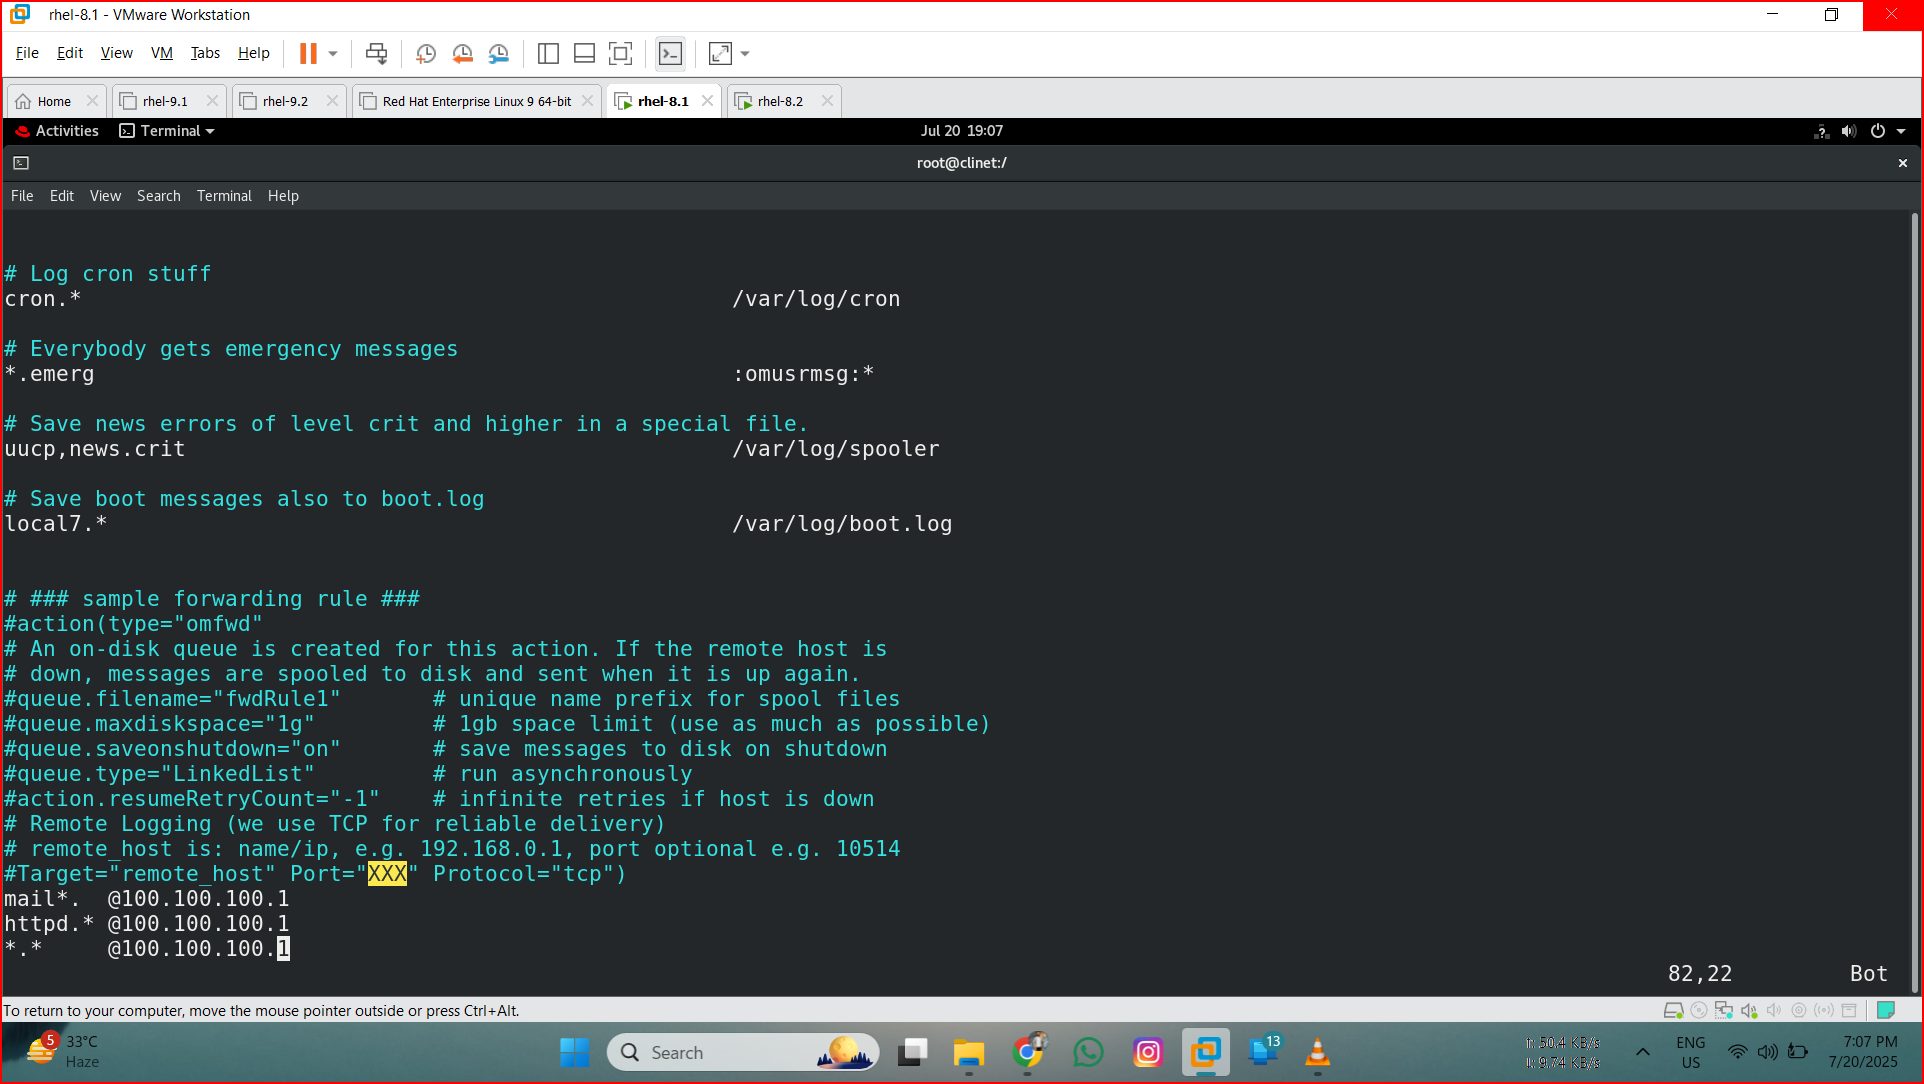 rhel-8.1 - VMware Workstation
File Edit View VM Tabs Help
Home rhel-9.1 rhel-9.2 Red Hat Enterprise Linux 9 64-bit rhel-8.1 rhel-8.2
Activities Terminal Jul 20 19:07
root@clinet:/
File Edit View Search Terminal Help
# Log cron stuff
cron.* /var/log/cron
# Everybody gets emergency messages
*.emerg :omusrmsg:*
# Save news errors of level crit and higher in a special file.
uucp,news.crit /var/log/spooler
# Save boot messages also to boot.log
local7.* /var/log/boot.log
# ### sample forwarding rule ###
#action(type="omfwd"
# An on-disk queue is created for this action. If the remote host is
# down, messages are spooled to disk and sent when it is up again.
#queue.filename="fwdRule1" # unique name prefix for spool files
#queue.maxdiskspace="1g" # 1gb space limit (use as much as possible)
#queue.saveonshutdown="on" # save messages to disk on shutdown
#queue.type="LinkedList" # run asynchronously
#action.resumeRetryCount="-1" # infinite retries if host is down
# Remote Logging (we use TCP for reliable delivery)
# remote_host is: name/ip, e.g. 192.168.0.1, port optional e.g. 10514
#Target="remote_host" Port="XXX" Protocol="tcp")
mail*. @100.100.100.1
httpd.* @100.100.100.1
*.* @100.100.100.1
82,22 Bot
To return to your computer, move the mouse pointer outside or press Ctrl+Alt.
5 33°C
Haze
Search
13
50.4 KB/s
9.74 KB/s
ENG
US
7:07 PM
7/20/2025